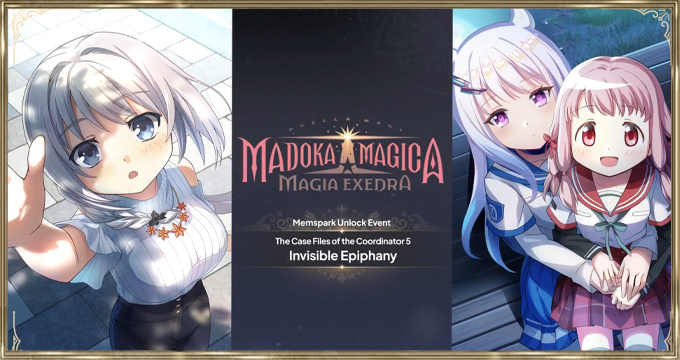 PUELLA MAGI
MADOKA MAGICA
MAGIA EXEDRA
Memspark Unlock Event
The Case Files of the Coordinator 5
Invisible Epiphany